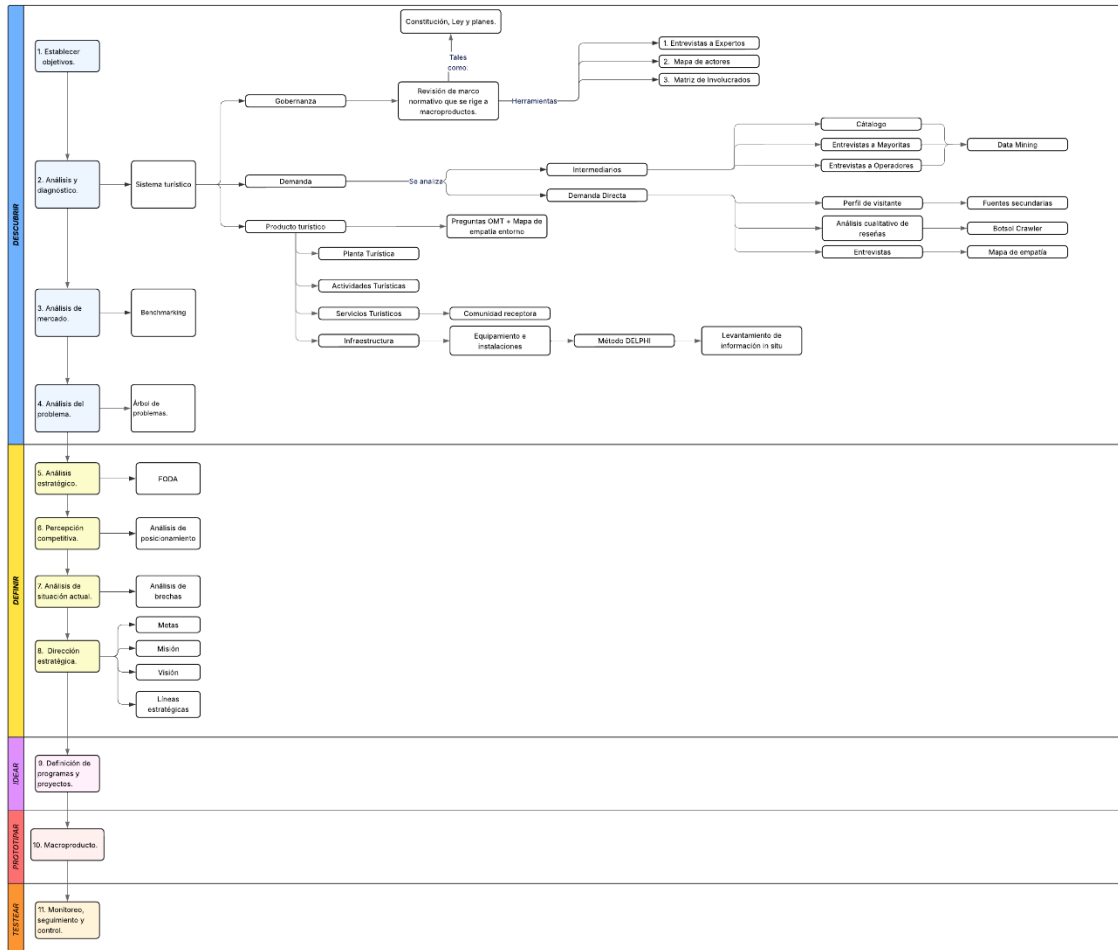 DESCUBRIR
1. Establecer
objetivos.
Constitución, Ley y planes.
Tales
como:
Gobernanza
Revisión de marco
normativo que se rige a
macroproductos.
Herramientas
1. Entrevistas a Expertos
2. Mapa de actores
3. Matriz de Involucrados
2. Análisis y
diagnóstico.
Sistema turístico
Demanda
Se analiza
Intermediarios
Cátalogo
Entrevistas a Mayoritas
Entrevistas a Operadores
Data Mining
Demanda Directa
Perfil de visitante
Fuentes secundarias
Análisis cualitativo de
reseñas
Botsol Crawler
Entrevistas
Mapa de empatía
Producto turístico
Preguntas OMT + Mapa de
empatía entorno
Planta Turística
Actividades Turísticas
Servicios Turísticos
Comunidad receptora
Infraestructura
Equipamiento e
instalaciones
Método DELPHI
Levantamiento de
información in situ
3. Análisis de
mercado.
Benchmarking
4. Análisis del
problema.
Árbol de
problemas.
DEFINIR
5. Análisis
estratégico.
FODA
6. Percepción
competitiva.
Análisis de
posicionamiento
7. Análisis de
situación actual.
Análisis de
brechas
8. Dirección
estratégica.
Metas
Misión
Visión
Líneas
estratégicas
IDEAR
9. Definición de
programas y
proyectos.
PROTOTIPAR
10. Macroproducto.
TESTEAR
11. Monitoreo,
seguimiento y
control.